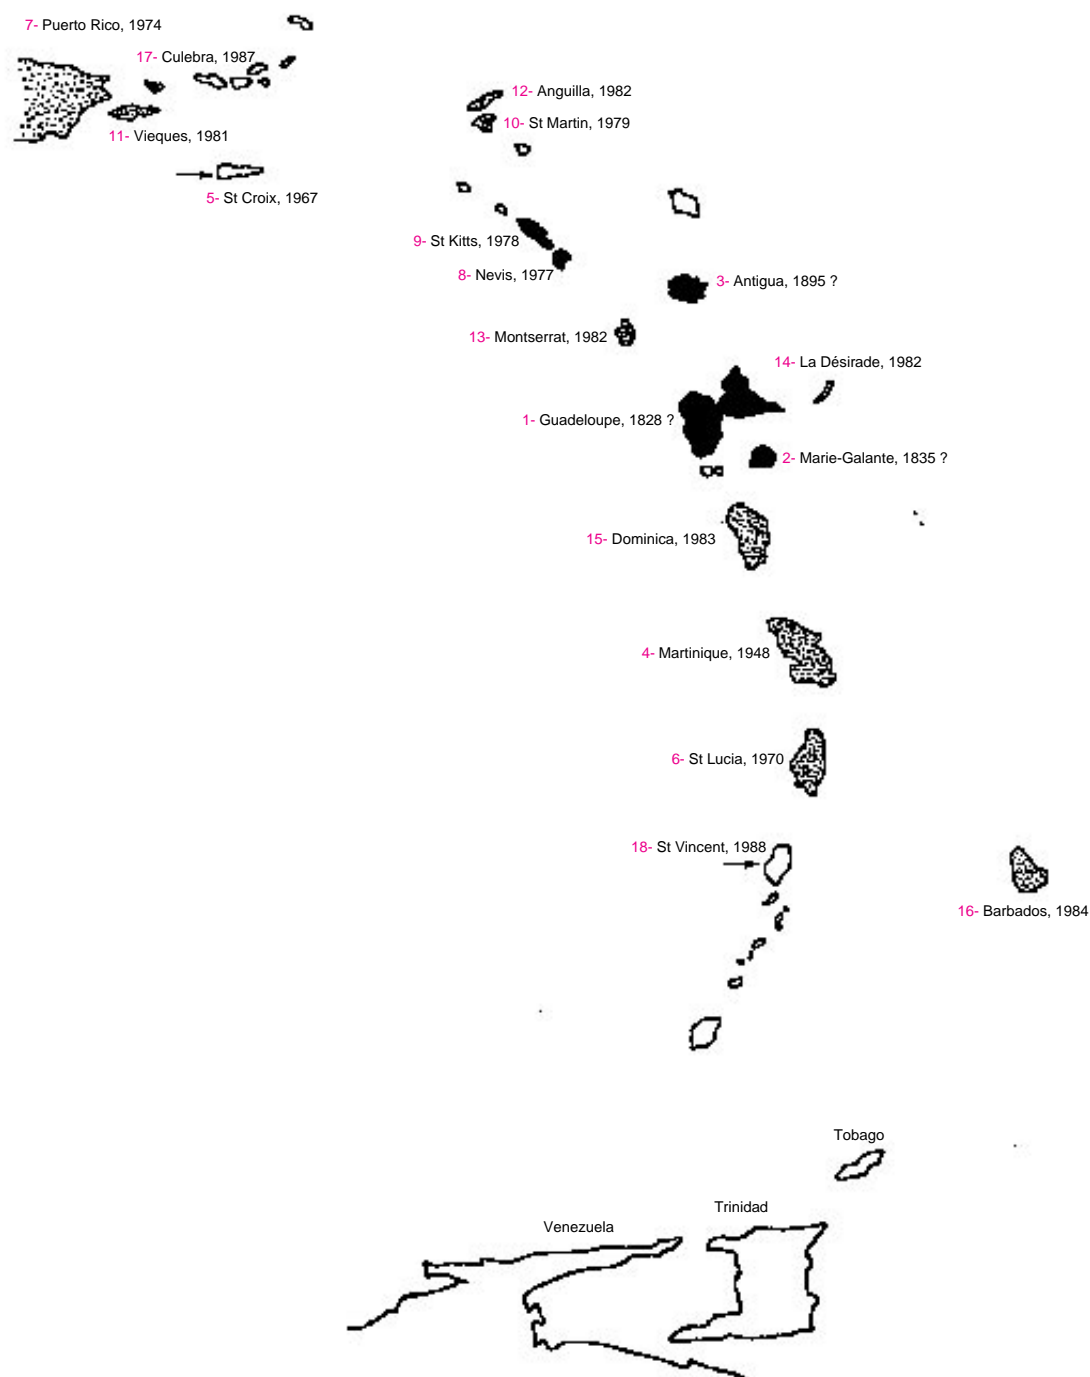 7- Puerto Rico, 1974
17- Culebra, 1987
12- Anguilla, 1982
10- St Martin, 1979
11- Vieques, 1981
5- St Croix, 1967
9- St Kitts, 1978
8- Nevis, 1977
3- Antigua, 1895 ?
13- Montserrat, 1982
14- La Désirade, 1982
1- Guadeloupe, 1828 ?
2- Marie-Galante, 1835 ?
15- Dominica, 1983
4- Martinique, 1948
6- St Lucia, 1970
18- St Vincent, 1988
16- Barbados, 1984
Tobago
Trinidad
Venezuela